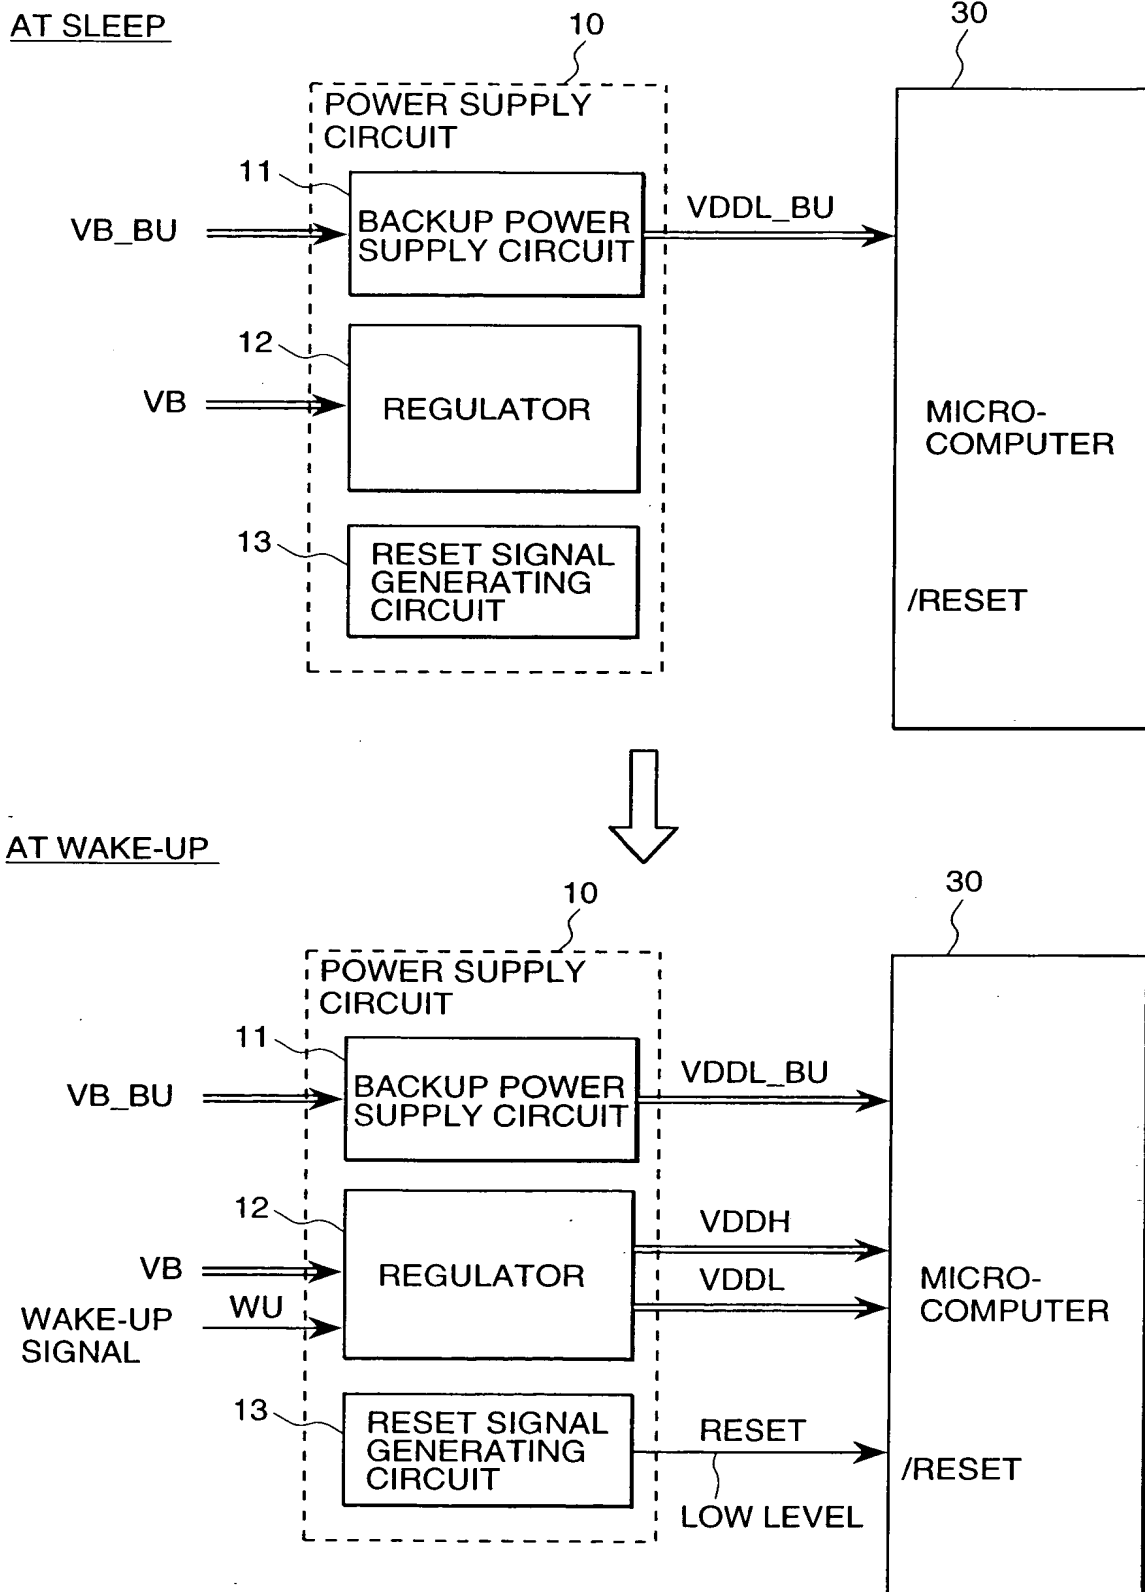 AT SLEEP
10
30
POWER SUPPLY
CIRCUIT
11
VB_BU
BACKUP POWER
SUPPLY CIRCUIT
VDDL_BU
12
VB
REGULATOR
MICRO-
COMPUTER
13
RESET SIGNAL
GENERATING
CIRCUIT
/RESET
AT WAKE-UP
10
30
POWER SUPPLY
CIRCUIT
11
VB_BU
BACKUP POWER
SUPPLY CIRCUIT
VDDL_BU
12
VDDH
VB
REGULATOR
VDDL
MICRO-
COMPUTER
WAKE-UP
SIGNAL
WU
13
RESET SIGNAL
GENERATING
CIRCUIT
RESET
/RESET
LOW LEVEL